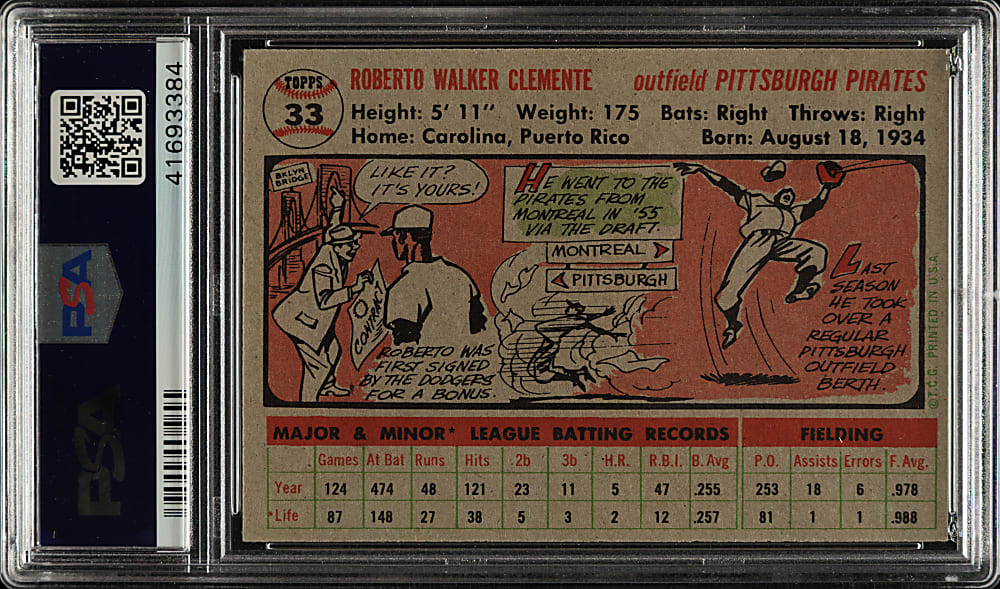 41693384
PSA
PSA
TOPPS
33
ROBERTO WALKER CLEMENTE outfield PITTSBURGH PIRATES
Height: 5' 11" Weight: 175 Bats: Right Throws: Right
Home: Carolina, Puerto Rico Born: August 18, 1934
BKLYN
BRIDGE
LIKE IT?
IT'S YOURS!
CONTRACT
ROBERTO WAS
FIRST SIGNED
BY THE DODGERS
FOR A BONUS.
HE WENT TO THE
PIRATES FROM
MONTREAL IN '55
VIA THE DRAFT.
MONTREAL
PITTSBURGH
LAST
SEASON
HE TOOK
OVER A
REGULAR
PITTSBURGH
OUTFIELD
BERTH.
©T.C.G. PRINTED IN U.S.A.
MAJOR & MINOR* LEAGUE BATTING RECORDS FIELDING
Games At Bat Runs Hits 2b 3b H.R. R.B.I. B. Avg P.O. Assists Errors F. Avg.
Year 124 474 48 121 23 11 5 47 .255 253 18 6 .978
*Life 87 148 27 38 5 3 2 12 .257 81 1 1 .988